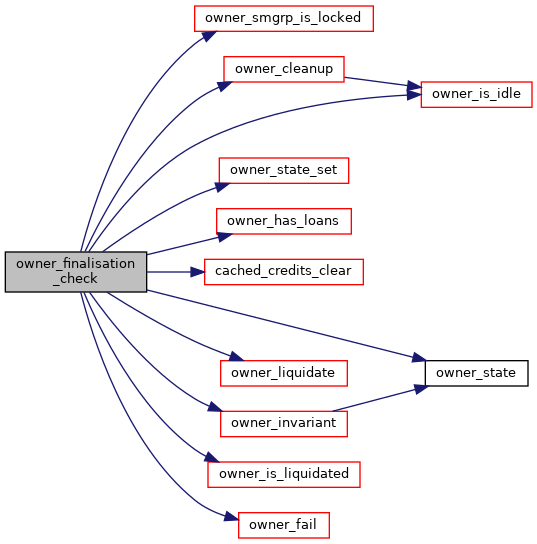 owner_smgrp_is_locked
owner_cleanup
owner_is_idle
owner_state_set
owner_has_loans
owner_finalisation
_check
cached_credits_clear
owner_liquidate
owner_state
owner_invariant
owner_is_liquidated
owner_fail